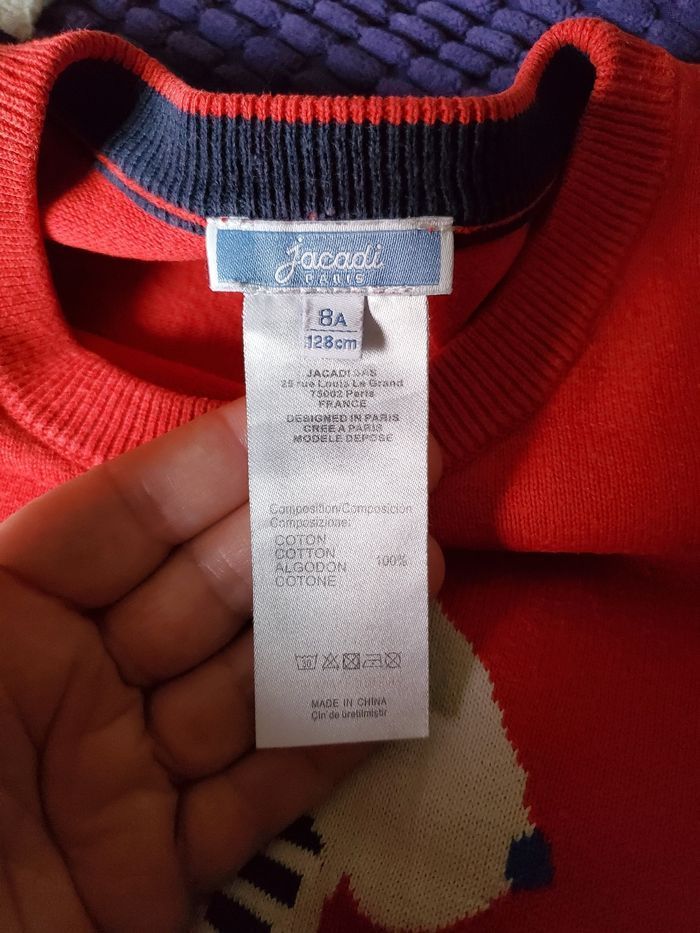 jacadi
PARIS
8A
128cm
JACADI SAS
25 rue Louis Le Grand
75002 Paris
FRANCE
DESIGNED IN PARIS
CREE A PARIS
MODELE DEPOSE
Composition/Composición
Composizione:
COTON
COTTON
ALGODON 100%
COTONE
30
MADE IN CHINA
Çin de üretilmiştir